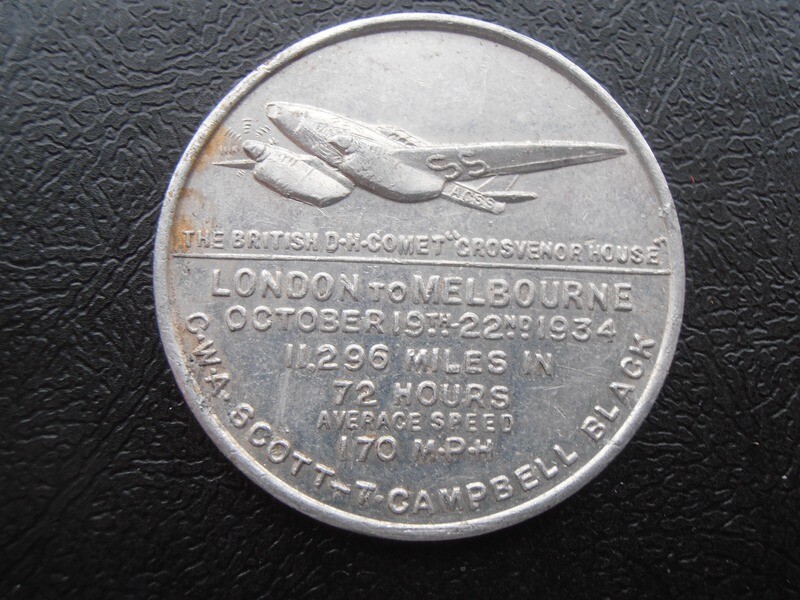 SS
ACSS
THE BRITISH D-H-COMET "GROSVENOR HOUSE"
LONDON TO MELBOURNE
OCTOBER 19TH-22ND 1934
11,296 MILES IN
72 HOURS
AVERAGE SPEED
170 M.P.H
C.W.A. SCOTT-T. CAMPBELL BLACK